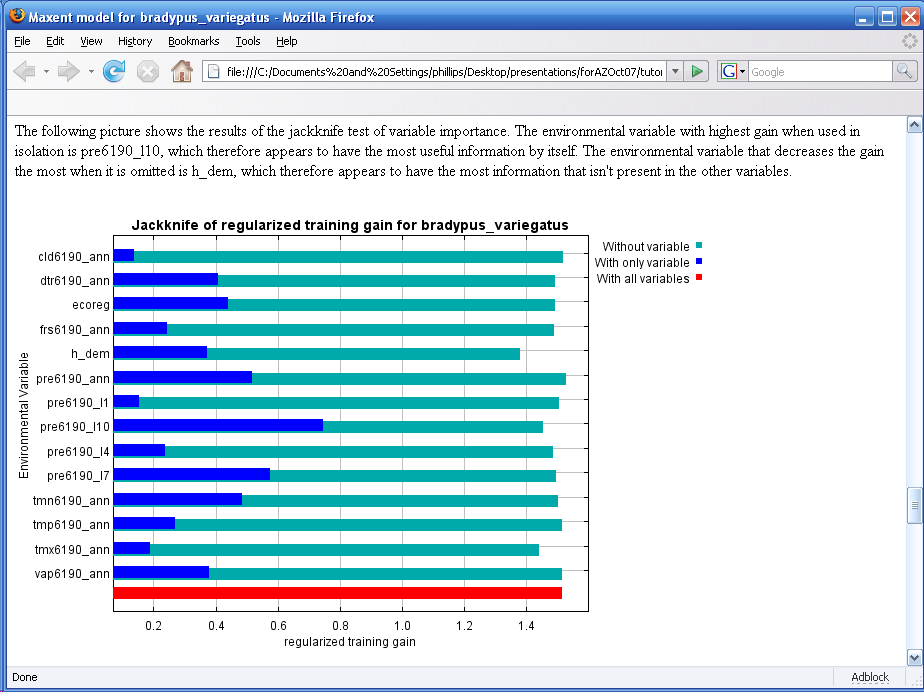 Maxent model for bradypus_variegatus - Mozilla Firefox
File Edit View History Bookmarks Tools Help
file:///C:/Documents%20and%20Settings/phillips/Desktop/presentations/forAZOct07/tutor
G Google
The following picture shows the results of the jackknife test of variable importance. The environmental variable with highest gain when used in
isolation is pre6190_l10, which therefore appears to have the most useful information by itself. The environmental variable that decreases the gain
the most when it is omitted is h_dem, which therefore appears to have the most information that isn't present in the other variables.
Jackknife of regularized training gain for bradypus_variegatus
Without variable
With only variable
With all variables
Environmental Variable
cld6190_ann
dtr6190_ann
ecoreg
frs6190_ann
h_dem
pre6190_ann
pre6190_l1
pre6190_l10
pre6190_l4
pre6190_l7
tmn6190_ann
tmp6190_ann
tmx6190_ann
vap6190_ann
0.2 0.4 0.6 0.8 1.0 1.2 1.4
regularized training gain
Done Adblock